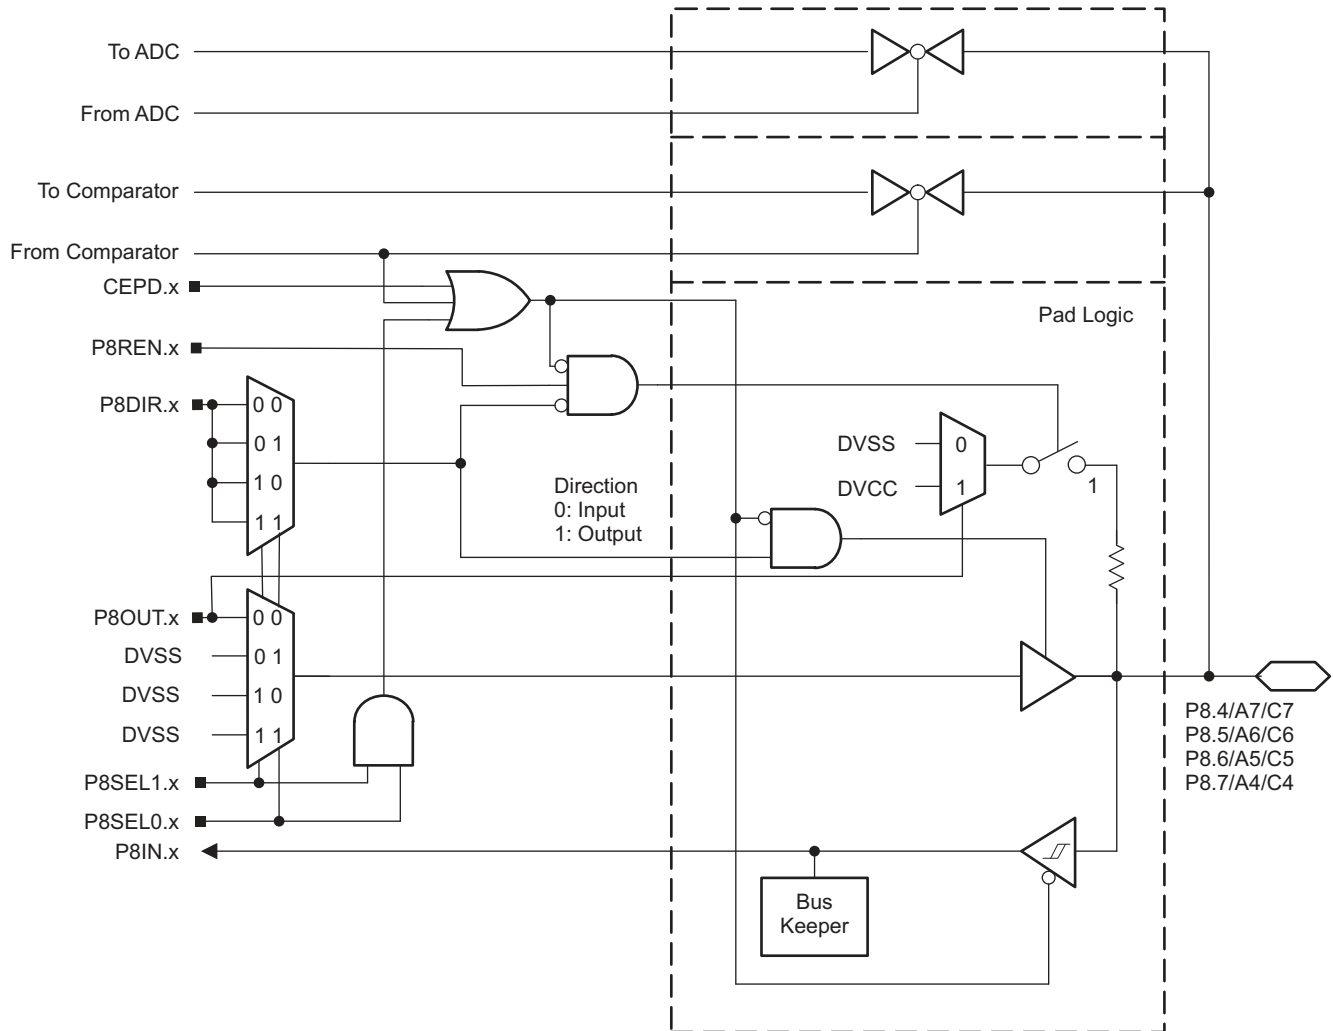 To ADC
From ADC
To Comparator
From Comparator
CEPD.x
Pad Logic
P8REN.x
P8DIR.x
0 0
0 1
1 0
1 1
DVSS
0
DVCC
1
1
Direction
0: Input
1: Output
P8OUT.x
0 0
DVSS
0 1
DVSS
1 0
DVSS
1 1
P8.4/A7/C7
P8.5/A6/C6
P8.6/A5/C5
P8.7/A4/C4
P8SEL1.x
P8SEL0.x
P8IN.x
Bus
Keeper